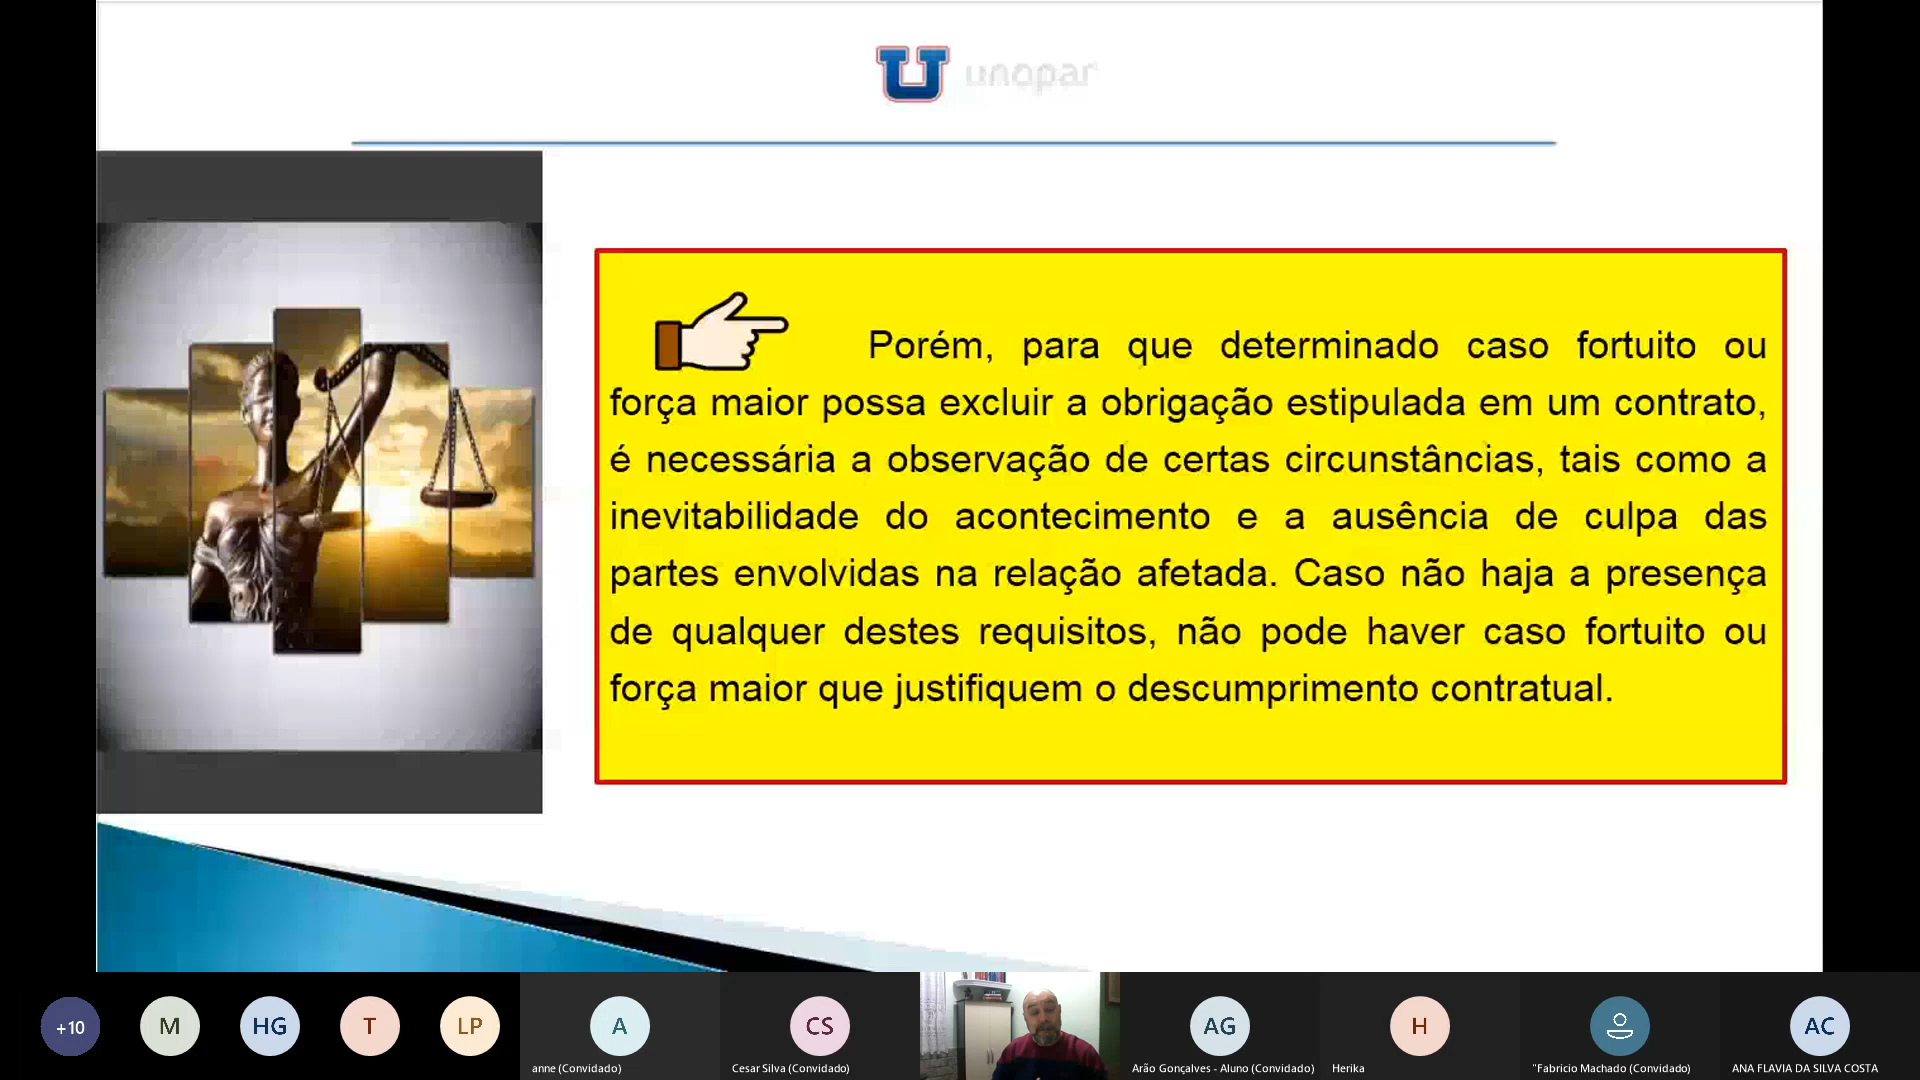 unopar
Porém, para que determinado caso fortuito ou
força maior possa excluir a obrigação estipulada em um contrato,
é necessária a observação de certas circunstâncias, tais como a
inevitabilidade do acontecimento e a ausência de culpa das
partes envolvidas na relação afetada. Caso não haja a presença
de qualquer destes requisitos, não pode haver caso fortuito ou
força maior que justifiquem o descumprimento contratual.
+10
M
HG
T
LP
A
anne (Convidado)
CS
Cesar Silva (Convidado)
AG
Arão Gonçalves - Aluno (Convidado)
H
Herika
"Fabricio Machado (Convidado)
AC
ANA FLAVIA DA SILVA COSTA